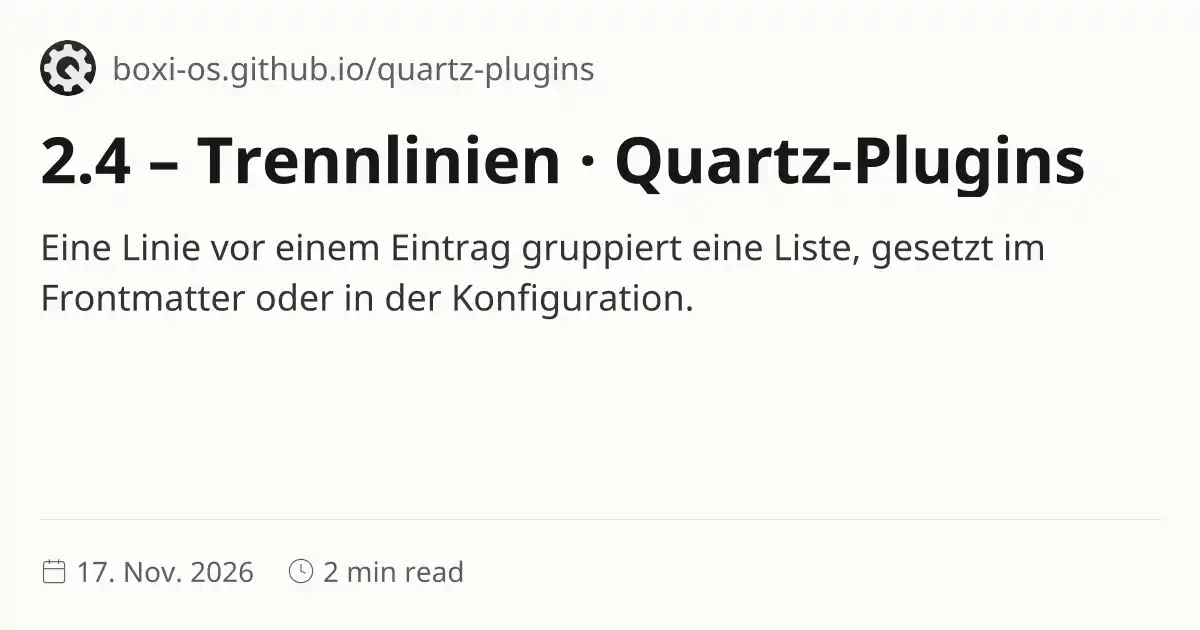 boxi-os.github.io/quartz-plugins
2.4 – Trennlinien · Quartz-Plugins
Eine Linie vor einem Eintrag gruppiert eine Liste, gesetzt im
Frontmatter oder in der Konfiguration.
17. Nov. 2026 2 min read